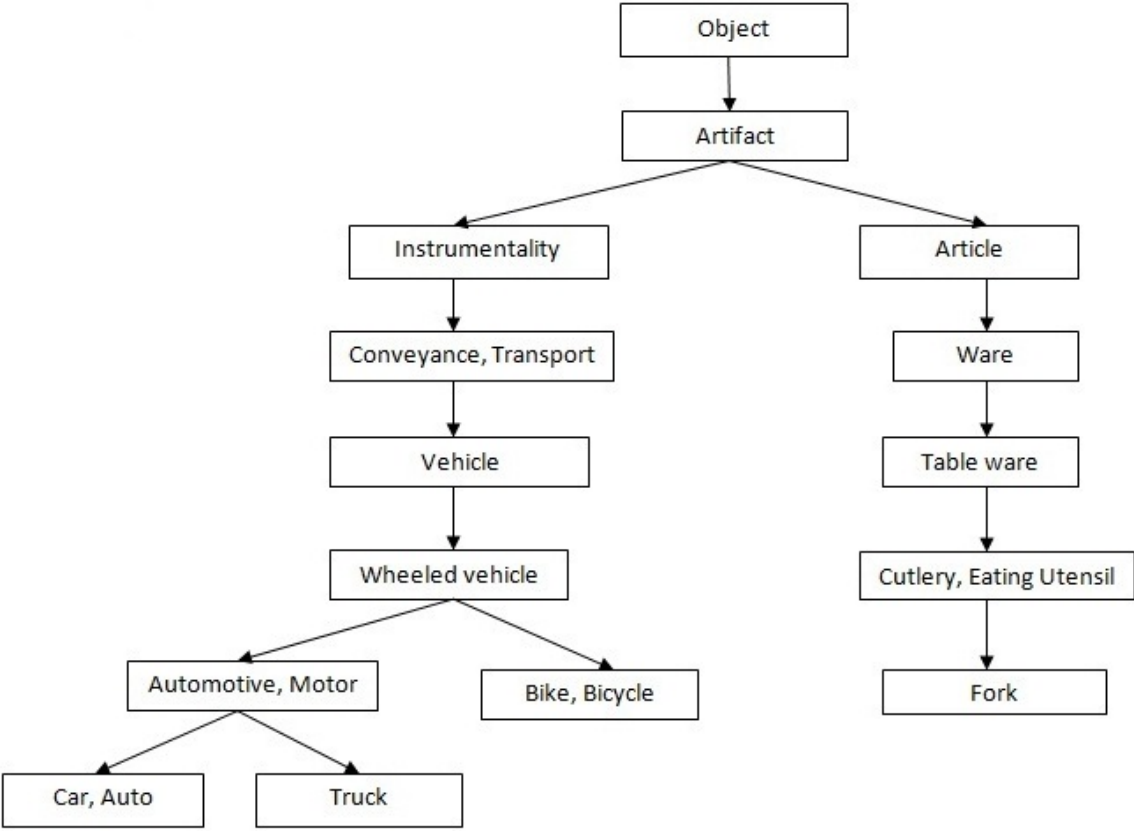 Object
Artifact
Instrumentality
Article
Conveyance, Transport
Ware
Vehicle
Table ware
Wheeled vehicle
Cutlery, Eating Utensil
Automotive, Motor
Bike, Bicycle
Fork
Car, Auto
Truck